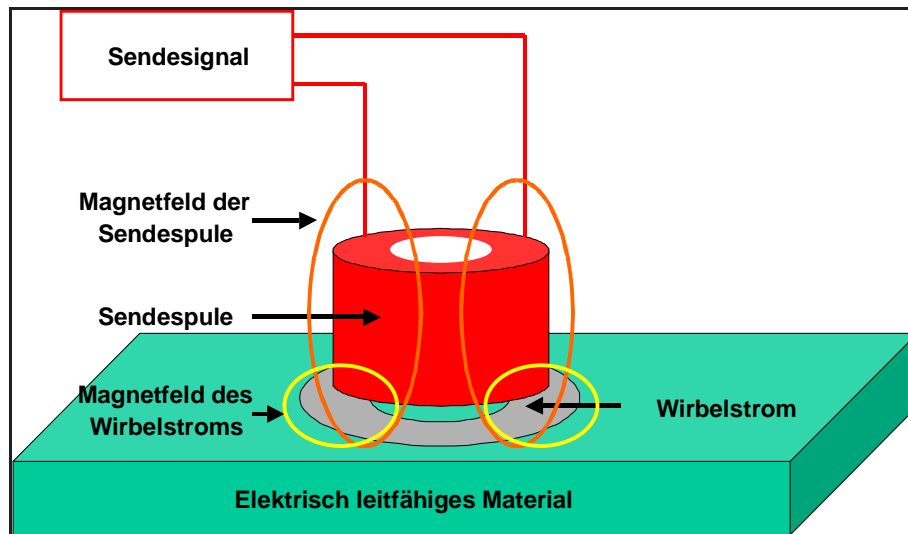 Sendesignal
Magnetfeld der
Sendespule
Sendespule
Magnetfeld des
Wirbelstroms
Wirbelstrom
Elektrisch leitfähiges Material